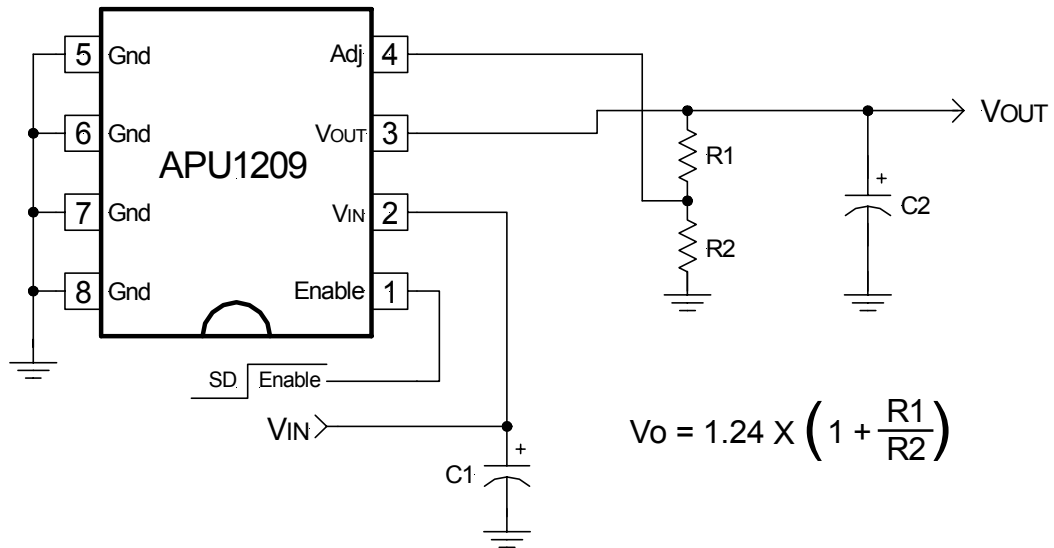 5 Gnd Adj 4
6 Gnd VOUT 3
APU1209
7 Gnd VIN 2
8 Gnd Enable 1
VOUT
R1
+
C2
R2
SD Enable
VIN
+
C1
Vo = 1.24 X ( 1 + R1
R2 )